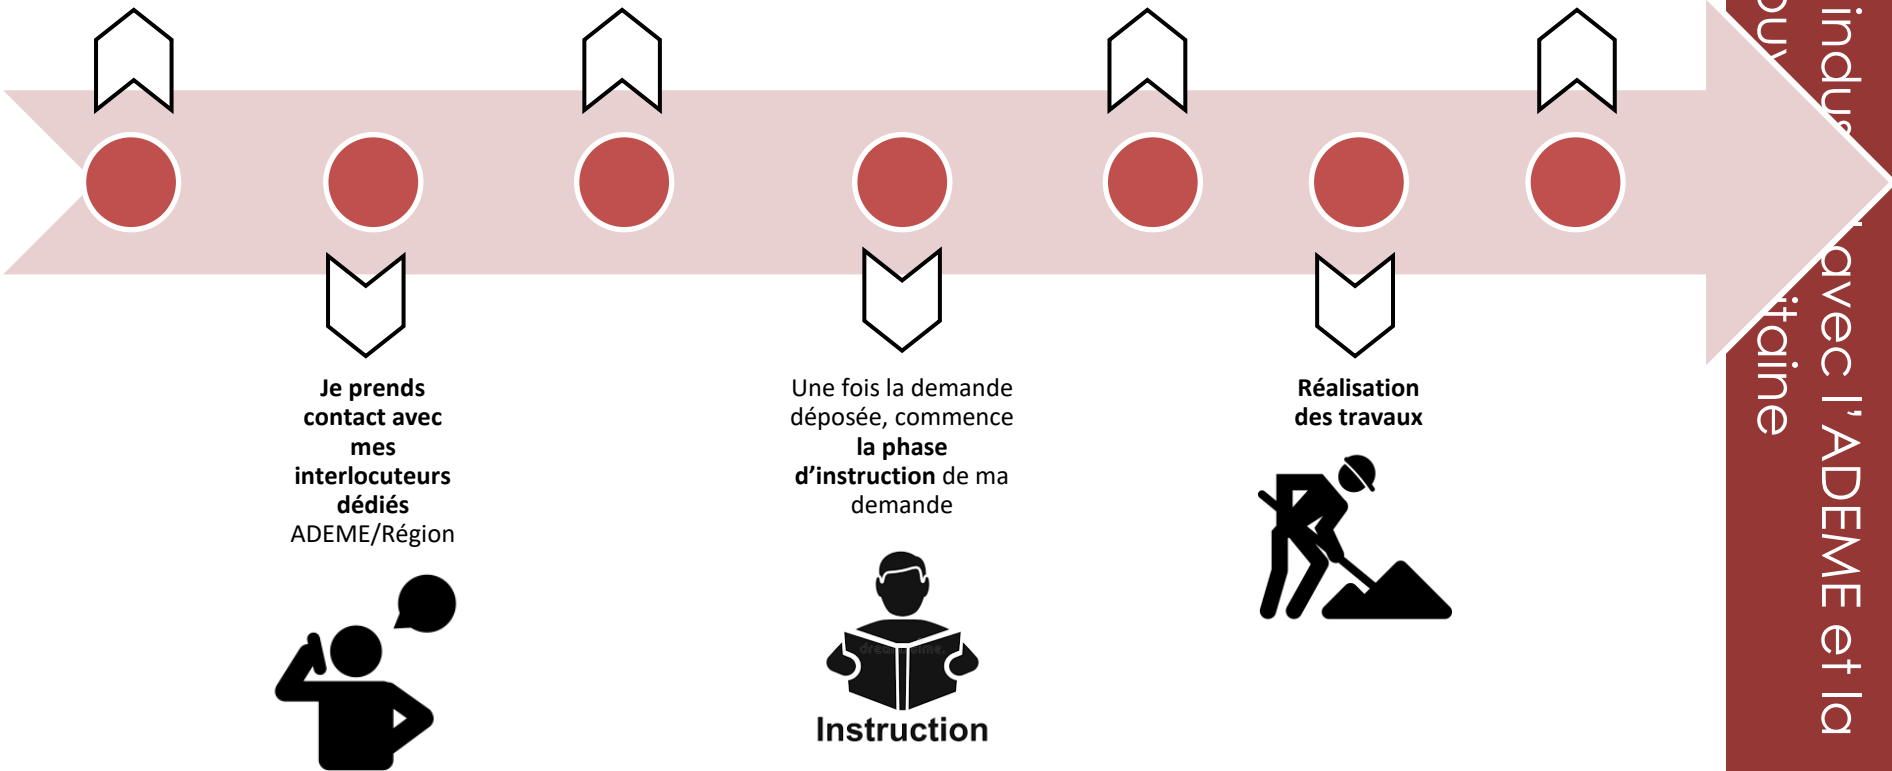 Je prends
contact avec
mes
interlocuteurs
dédiés
ADEME/Région
Une fois la demande
déposée, commence
la phase
d’instruction de ma
demande
Instruction
Réalisation
des travaux
avec l’ADEME et la